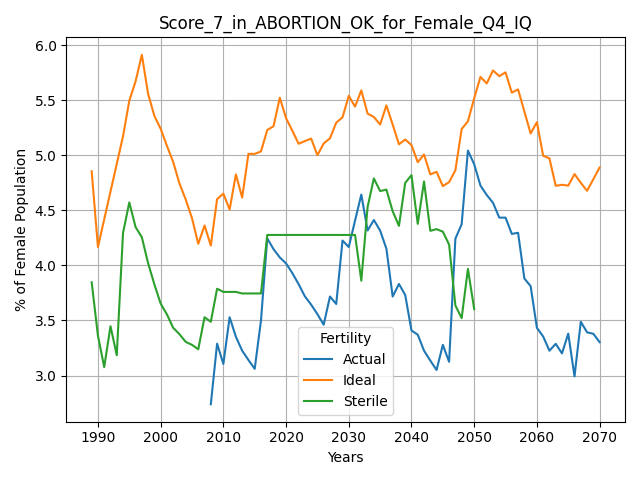 Score_7_in_ABORTION_OK_for_Female_Q4_IQ
6.0
5.5
5.0
4.5
4.0
3.5
3.0
% of Female Population
Fertility
Actual
Ideal
Sterile
1990 2000 2010 2020 2030 2040 2050 2060 2070
Years